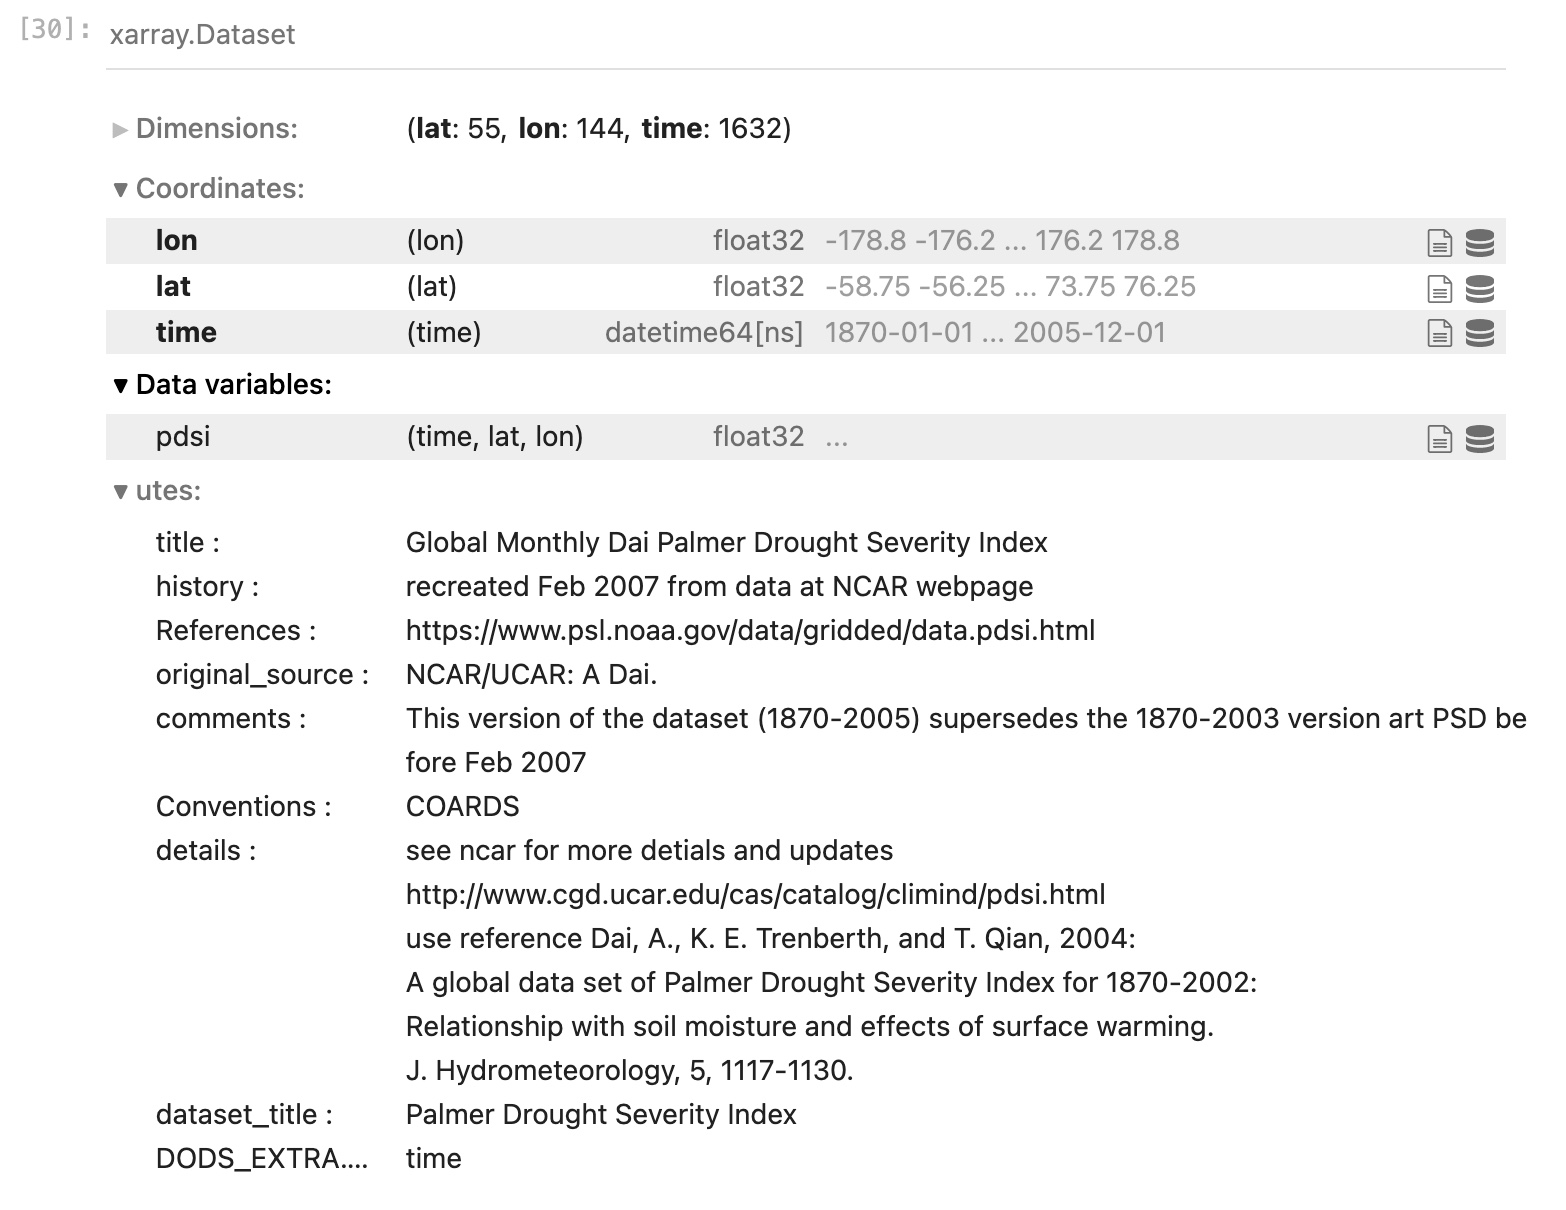 [30]: xarray.Dataset
Dimensions: (lat: 55, lon: 144, time: 1632)
Coordinates:
lon (lon) float32 -178.8 -176.2 ... 176.2 178.8
lat (lat) float32 -58.75 -56.25 ... 73.75 76.25
time (time) datetime64[ns] 1870-01-01 ... 2005-12-01
Data variables:
pdsi (time, lat, lon) float32 ...
utes:
title : Global Monthly Dai Palmer Drought Severity Index
history : recreated Feb 2007 from data at NCAR webpage
References : https://www.psl.noaa.gov/data/gridded/data.pdsi.html
original_source : NCAR/UCAR: A Dai.
comments : This version of the dataset (1870-2005) supersedes the 1870-2003 version art PSD be
fore Feb 2007
Conventions : COARDS
details : see ncar for more detials and updates
http://www.cgd.ucar.edu/cas/catalog/climind/pdsi.html
use reference Dai, A., K. E. Trenberth, and T. Qian, 2004:
A global data set of Palmer Drought Severity Index for 1870-2002:
Relationship with soil moisture and effects of surface warming.
J. Hydrometeorology, 5, 1117-1130.
dataset_title : Palmer Drought Severity Index
DODS_EXTRA.... time